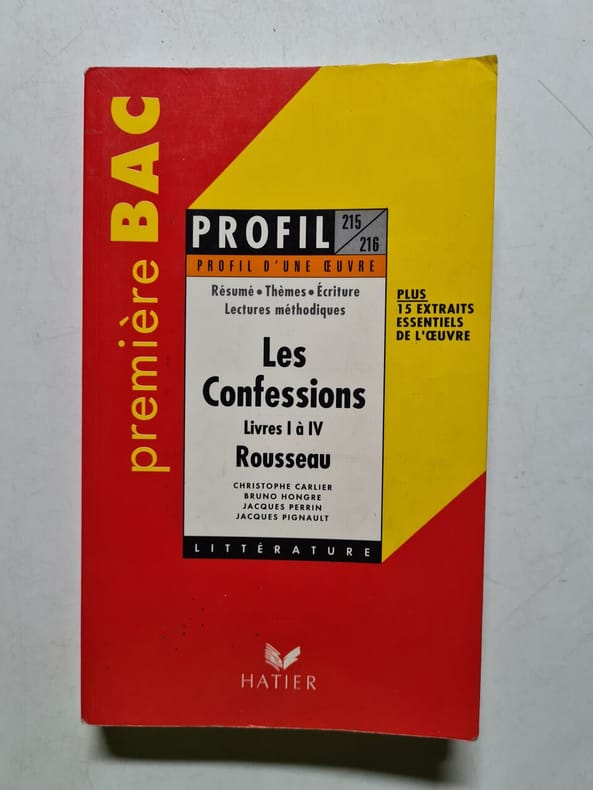 première BAC
PROFIL
215/216
PROFIL D'UNE ŒUVRE
Résumé • Thèmes • Écriture
Lectures méthodiques
Les
Confessions
Livres I à IV
Rousseau
CHRISTOPHE CARLIER
BRUNO HONGRE
JACQUES PERRIN
JACQUES PIGNAULT
LITTÉRATURE
PLUS
15 EXTRAITS
ESSENTIELS
DE L'ŒUVRE
HATIER